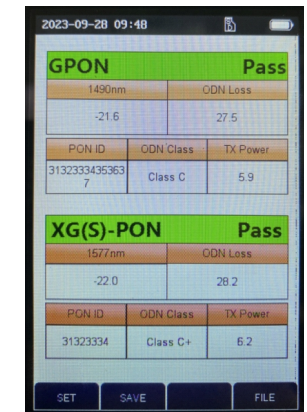 2023-09-28 09:48
GPON Pass
1490nm ODN Loss
-21.6 27.5
PON ID ODN Class TX Power
3132333435363
7 Class C 5.9
XG(S)-PON Pass
1577nm ODN Loss
-22.0 28.2
PON ID ODN Class TX Power
31323334 Class C+ 6.2
SET SAVE FILE